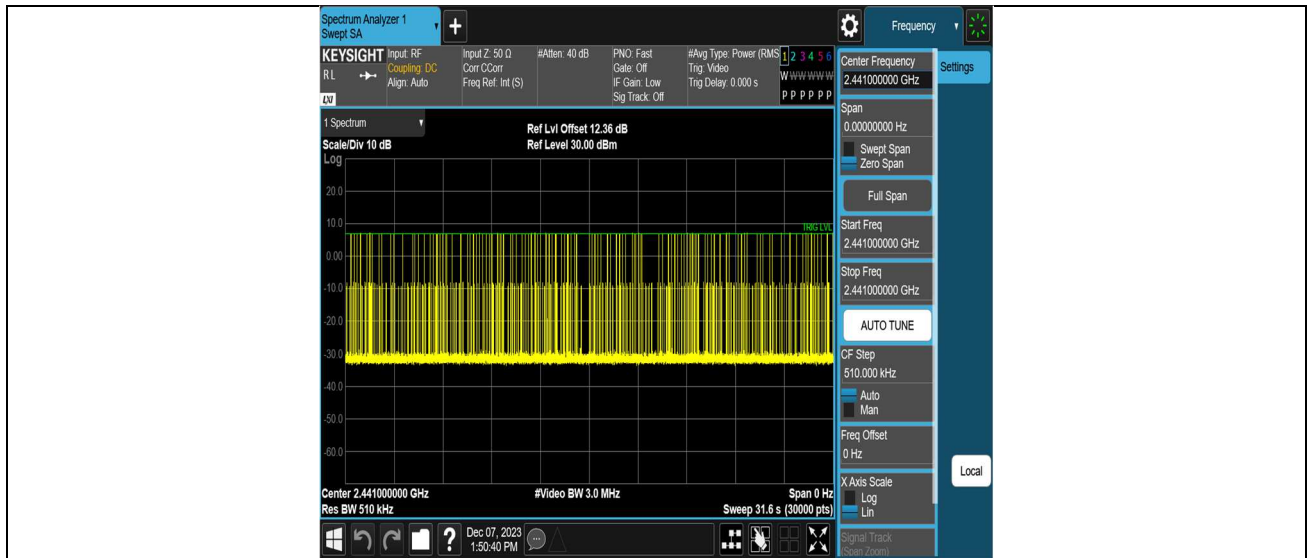 Spectrum Analyzer 1
Swept SA
+
Frequency
KEYSIGHT
RL
LXI
Input: RF
Coupling: DC
Align: Auto
Input Z: 50 Ω
Corr CCorr
Freq Ref: Int (S)
#Atten: 40 dB
PNO: Fast
Gate: Off
IF Gain: Low
Sig Track: Off
#Avg Type: Power (RMS
Trig: Video
Trig Delay: 0.000 s
1 2 3 4 5 6
W W W W W W
P P P P P P
1 Spectrum
Scale/Div 10 dB
Ref Lvl Offset 12.36 dB
Ref Level 30.00 dBm
Log
20.0
10.0
TRIG LVL
0.00
-10.0
-20.0
-30.0
-40.0
-50.0
-60.0
Center 2.441000000 GHz
#Video BW 3.0 MHz
Span 0 Hz
Res BW 510 kHz
Sweep 31.6 s (30000 pts)
Dec 07, 2023
1:50:40 PM
?
Center Frequency
2.441000000 GHz
Settings
Span
0.00000000 Hz
Swept Span
Zero Span
Full Span
Start Freq
2.441000000 GHz
Stop Freq
2.441000000 GHz
AUTO TUNE
CF Step
510.000 kHz
Auto
Man
Freq Offset
0 Hz
X Axis Scale
Log
Lin
Signal Track
(Span Zoom)
Local